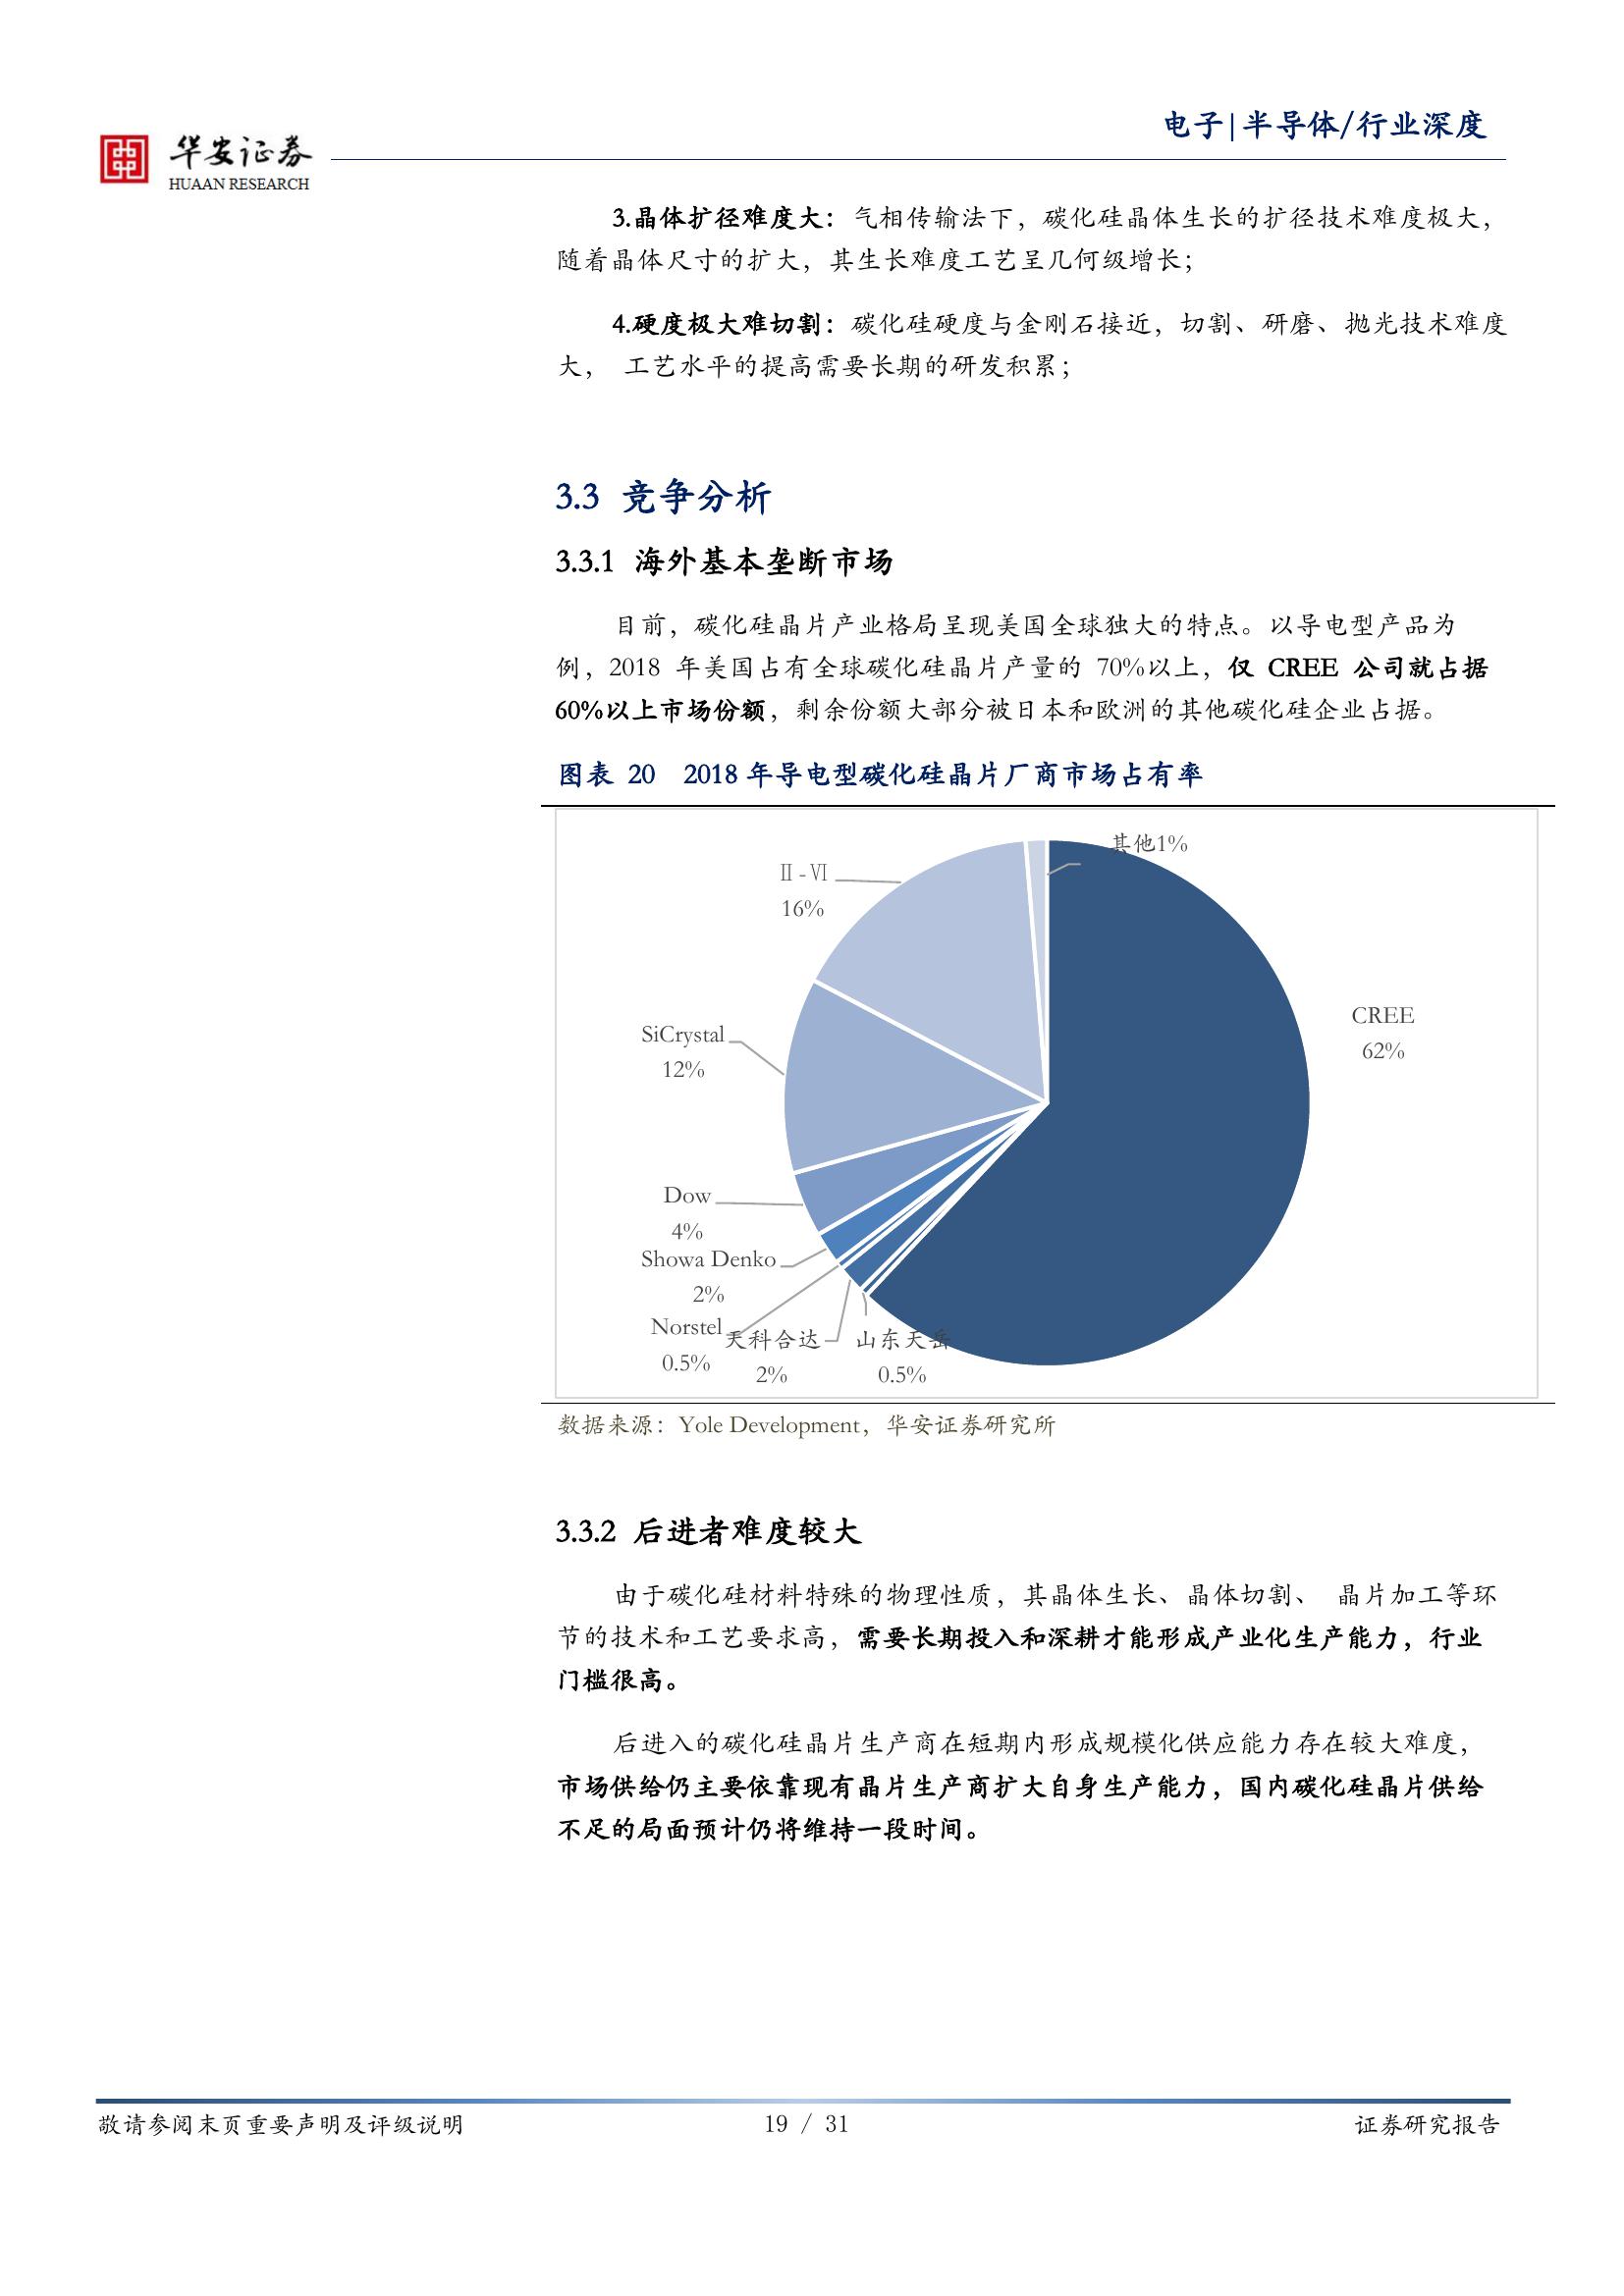 华安证券
HUAAN RESEARCH
电子|半导体/行业深度
3.晶体扩径难度大：气相传输法下，碳化硅晶体生长的扩径技术难度极大，
随着晶体尺寸的扩大，其生长难度工艺呈几何级增长；
4.硬度极大难切割：碳化硅硬度与金刚石接近，切割、研磨、抛光技术难度
大， 工艺水平的提高需要长期的研发积累；
3.3 竞争分析
3.3.1 海外基本垄断市场
目前，碳化硅晶片产业格局呈现美国全球独大的特点。以导电型产品为
例，2018 年美国占有全球碳化硅晶片产量的 70%以上，仅 CREE 公司就占据
60%以上市场份额，剩余份额大部分被日本和欧洲的其他碳化硅企业占据。
图表 20 2018 年导电型碳化硅晶片厂商市场占有率
其他1%
Ⅱ-Ⅵ
16%
CREE
62%
SiCrystal
12%
Dow
4%
Showa Denko
2%
Norstel
0.5%
天科合达
2%
山东天岳
0.5%
数据来源：Yole Development，华安证券研究所
3.3.2 后进者难度较大
由于碳化硅材料特殊的物理性质，其晶体生长、晶体切割、 晶片加工等环
节的技术和工艺要求高，需要长期投入和深耕才能形成产业化生产能力，行业
门槛很高。
后进入的碳化硅晶片生产商在短期内形成规模化供应能力存在较大难度，
市场供给仍主要依靠现有晶片生产商扩大自身生产能力，国内碳化硅晶片供给
不足的局面预计仍将维持一段时间。
敬请参阅末页重要声明及评级说明
19 / 31
证券研究报告